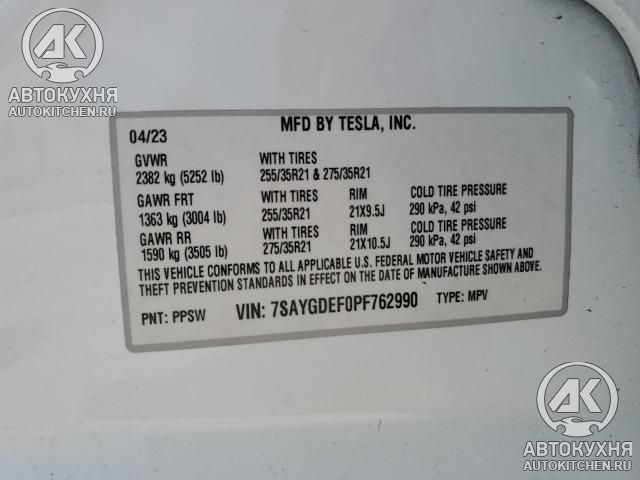 АВТОКУХНЯ
AUTOKITCHEN.RU
04/23 MFD BY TESLA, INC.
GVWR WITH TIRES
2382 kg (5252 lb) 255/35R21 & 275/35R21
GAWR FRT WITH TIRES RIM COLD TIRE PRESSURE
1363 kg (3004 lb) 255/35R21 21X9.5J 290 kPa, 42 psi
GAWR RR WITH TIRES RIM COLD TIRE PRESSURE
1590 kg (3505 lb) 275/35R21 21X10.5J 290 kPa, 42 psi
THIS VEHICLE CONFORMS TO ALL APPLICABLE U.S. FEDERAL MOTOR VEHICLE SAFETY AND
THEFT PREVENTION STANDARDS IN EFFECT ON THE DATE OF MANUFACTURE SHOWN ABOVE.
PNT: PPSW VIN: 7SAYGDEF0PF762990 TYPE: MPV
АВТОКУХНЯ
AUTOKITCHEN.RU